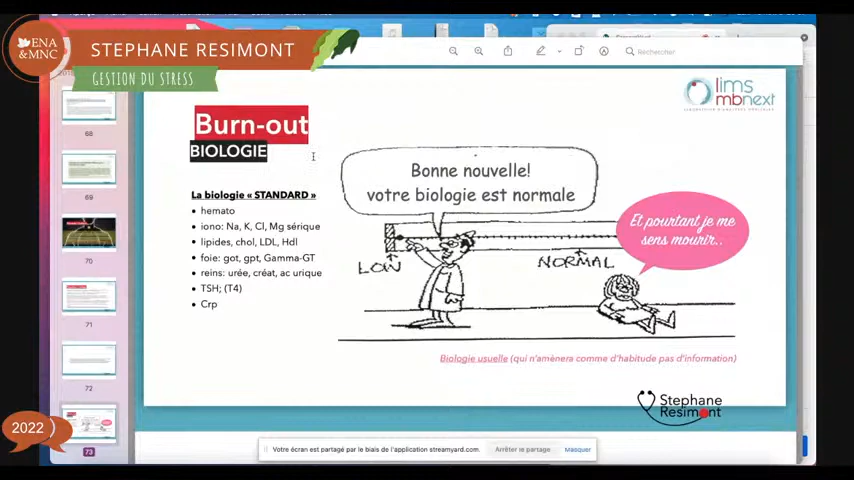 ENA
&MNC
STEPHANE RESIMONT
GESTION DU STRESS
Rechercher
lims
mbnext
68
69
70
71
72
73
Burn-out
BIOLOGIE
La biologie « STANDARD »
• hemato
• iono: Na, K, Cl, Mg sérique
• lipides, chol, LDL, Hdl
• foie: got, gpt, Gamma-GT
• reins: urée, créat, ac urique
• TSH; (T4)
• Crp
Bonne nouvelle!
votre biologie est normale
Et pourtant je me
sens mourir..
LOW
NORMAL
Biologie usuelle (qui n'amènera comme d'habitude pas d'information)
Stephane
Resimont
2022
Votre écran est partagé par le biais de l'application streamyard.com.
Arrêter le partage
Masquer